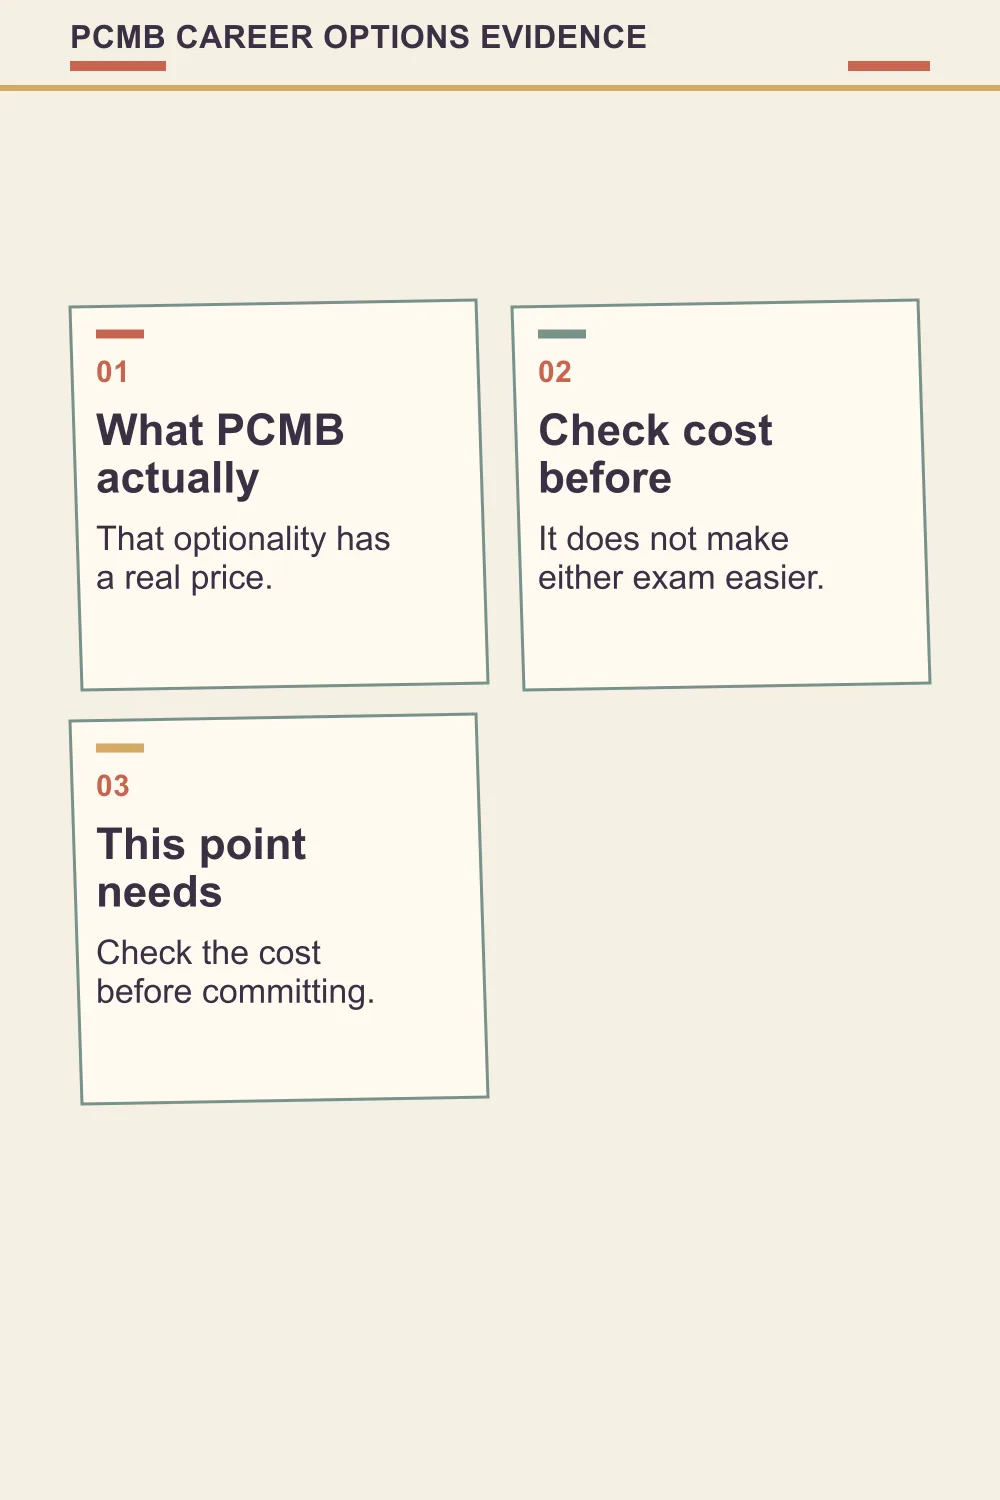 PCMB CAREER OPTIONS EVIDENCE
01
What PCMB
actually
That optionality has
a real price.
02
Check cost
before
It does not make
either exam easier.
03
This point
needs
Check the cost
before committing.